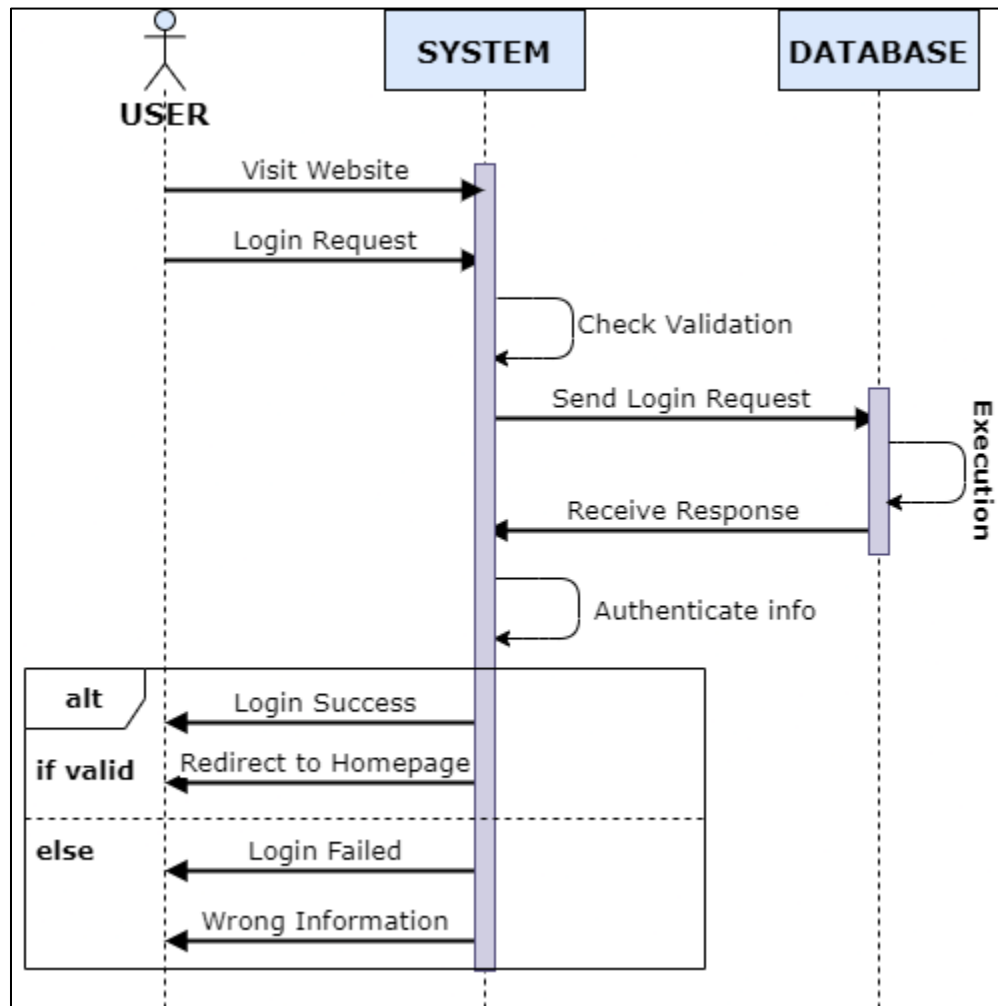 USER
SYSTEM
DATABASE
Visit Website
Login Request
Check Validation
Send Login Request
Execution
Receive Response
Authenticate info
alt
Login Success
if valid
Redirect to Homepage
else
Login Failed
Wrong Information